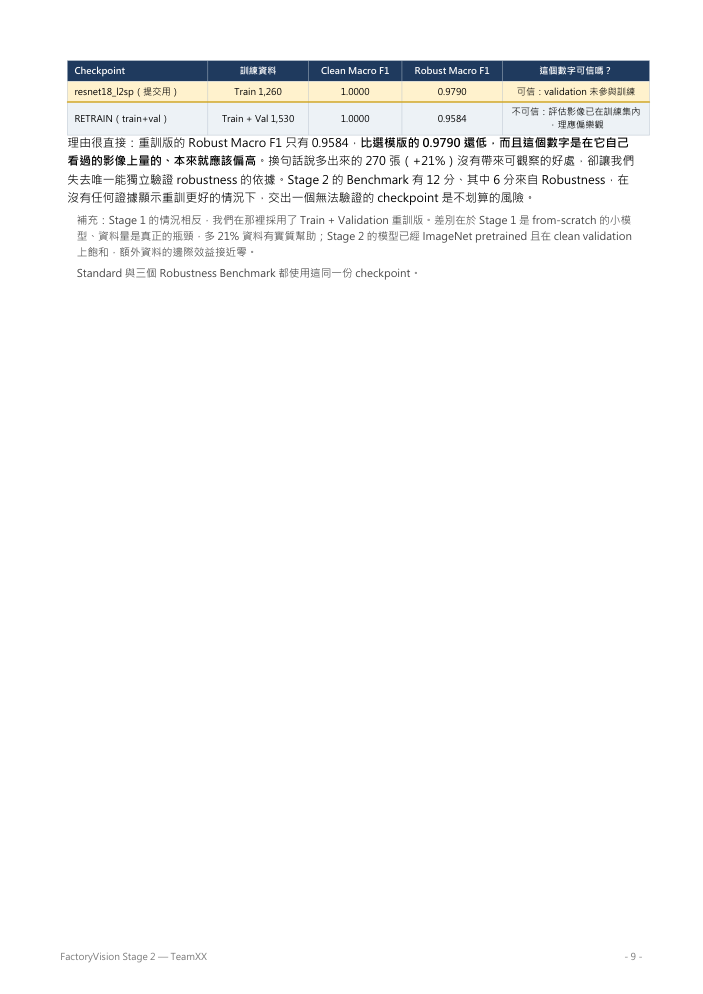 Checkpoint 訓練資料 Clean Macro F1 Robust Macro F1 這個數字可信嗎？
resnet18_l2sp（提交用） Train 1,260 1.0000 0.9790 可信：validation 未參與訓練
RETRAIN（train+val） Train + Val 1,530 1.0000 0.9584 不可信：評估影像已在訓練集內
，理應偏樂觀
理由很直接：重訓版的 Robust Macro F1 只有 0.9584，比選模版的 0.9790 還低，而且這個數字是在它自己
看過的影像上量的、本來就應該偏高。換句話說多出來的 270 張（+21%）沒有帶來可觀察的好處，卻讓我們
失去唯一能獨立驗證 robustness 的依據。Stage 2 的 Benchmark 有 12 分、其中 6 分來自 Robustness，在
沒有任何證據顯示重訓更好的情況下，交出一個無法驗證的 checkpoint 是不划算的風險。
補充：Stage 1 的情況相反，我們在那裡採用了 Train + Validation 重訓版。差別在於 Stage 1 是 from-scratch 的小模
型、資料量是真正的瓶頸，多 21% 資料有實質幫助；Stage 2 的模型已經 ImageNet pretrained 且在 clean validation
上飽和，額外資料的邊際效益接近零。
Standard 與三個 Robustness Benchmark 都使用這同一份 checkpoint。
FactoryVision Stage 2 — TeamXX - 9 -